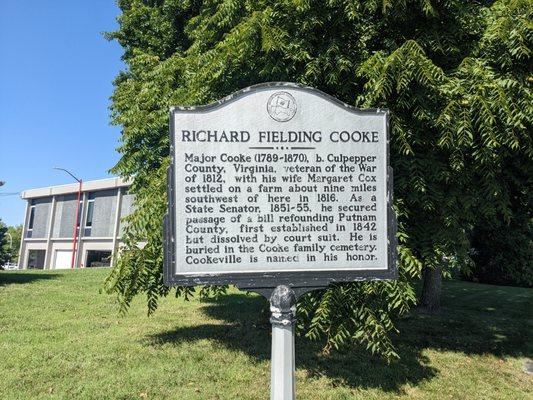 RICHARD FIELDING COOKE
Major Cooke (1789-1870), b. Culpepper
County, Virginia, veteran of the War
of 1812, with his wife Margaret Cox
settled on a farm about nine miles
southwest of here in 1816. As a
State Senator, 1851-55, he secured
passage of a bill refounding Putnam
County, first established in 1842
but dissolved by court suit. He is
buried in the Cooke family cemetery.
Cookeville is named in his honor.